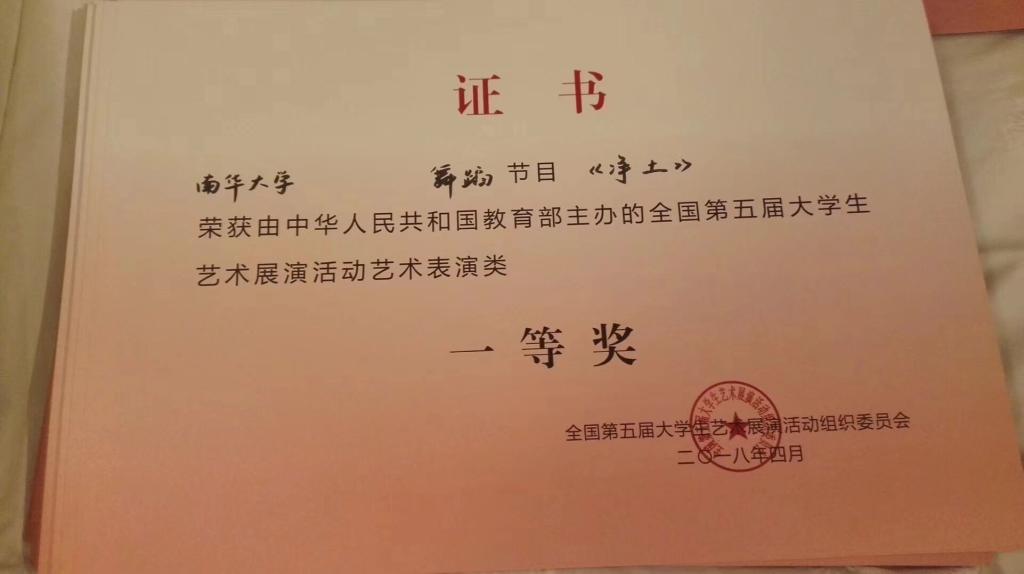 证书
南华大学 舞蹈 节目 《净土》
荣获由中华人民共和国教育部主办的全国第五届大学生
艺术展演活动艺术表演类
一等奖
全国第五届大学生艺术展演活动组织委员会
二〇一八年四月